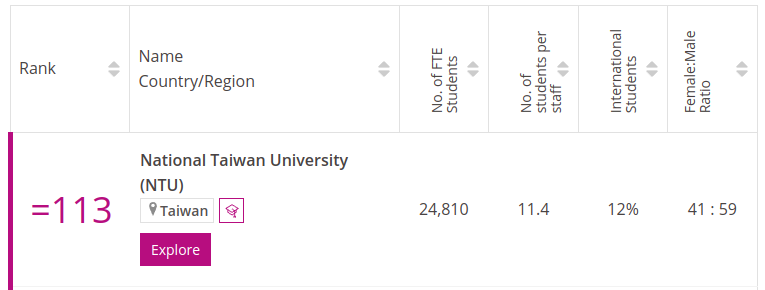 Rank
Name
Country/Region
No. of FTE
Students
No. of
students per
staff
International
Students
Female:Male
Ratio
=113
National Taiwan University
(NTU)
Taiwan
Explore
24,810
11.4
12%
41 : 59